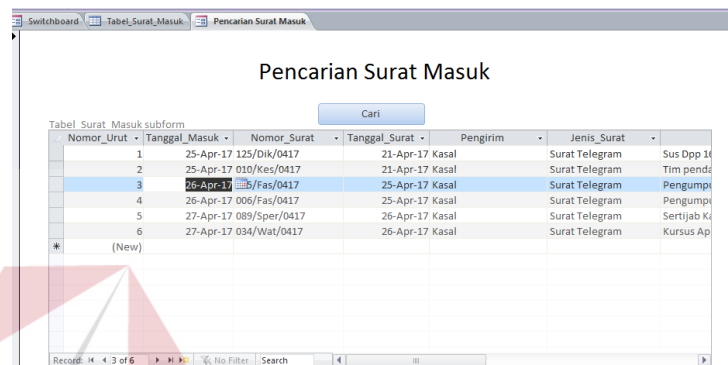 Switchboard Tabel_Surat_Masuk Pencarian Surat Masuk
Pencarian Surat Masuk
Cari
Tabel_Surat_Masuk subform
Nomor_Urut Tanggal_Masuk Nomor_Surat Tanggal_Surat Pengirim Jenis_Surat
1 25-Apr-17 125/Dik/0417 21-Apr-17 Kasal Surat Telegram Sus Dpp 16
2 25-Apr-17 010/Kes/0417 21-Apr-17 Kasal Surat Telegram Tim penda
3 26-Apr-17 5/Fas/0417 25-Apr-17 Kasal Surat Telegram Pengumpu
4 26-Apr-17 006/Fas/0417 25-Apr-17 Kasal Surat Telegram Pengumpu
5 27-Apr-17 089/Sper/0417 26-Apr-17 Kasal Surat Telegram Sertijab Ka
6 27-Apr-17 034/Wat/0417 26-Apr-17 Kasal Surat Telegram Kursus Ap
* (New)
Record: 3 of 6 No Filter Search